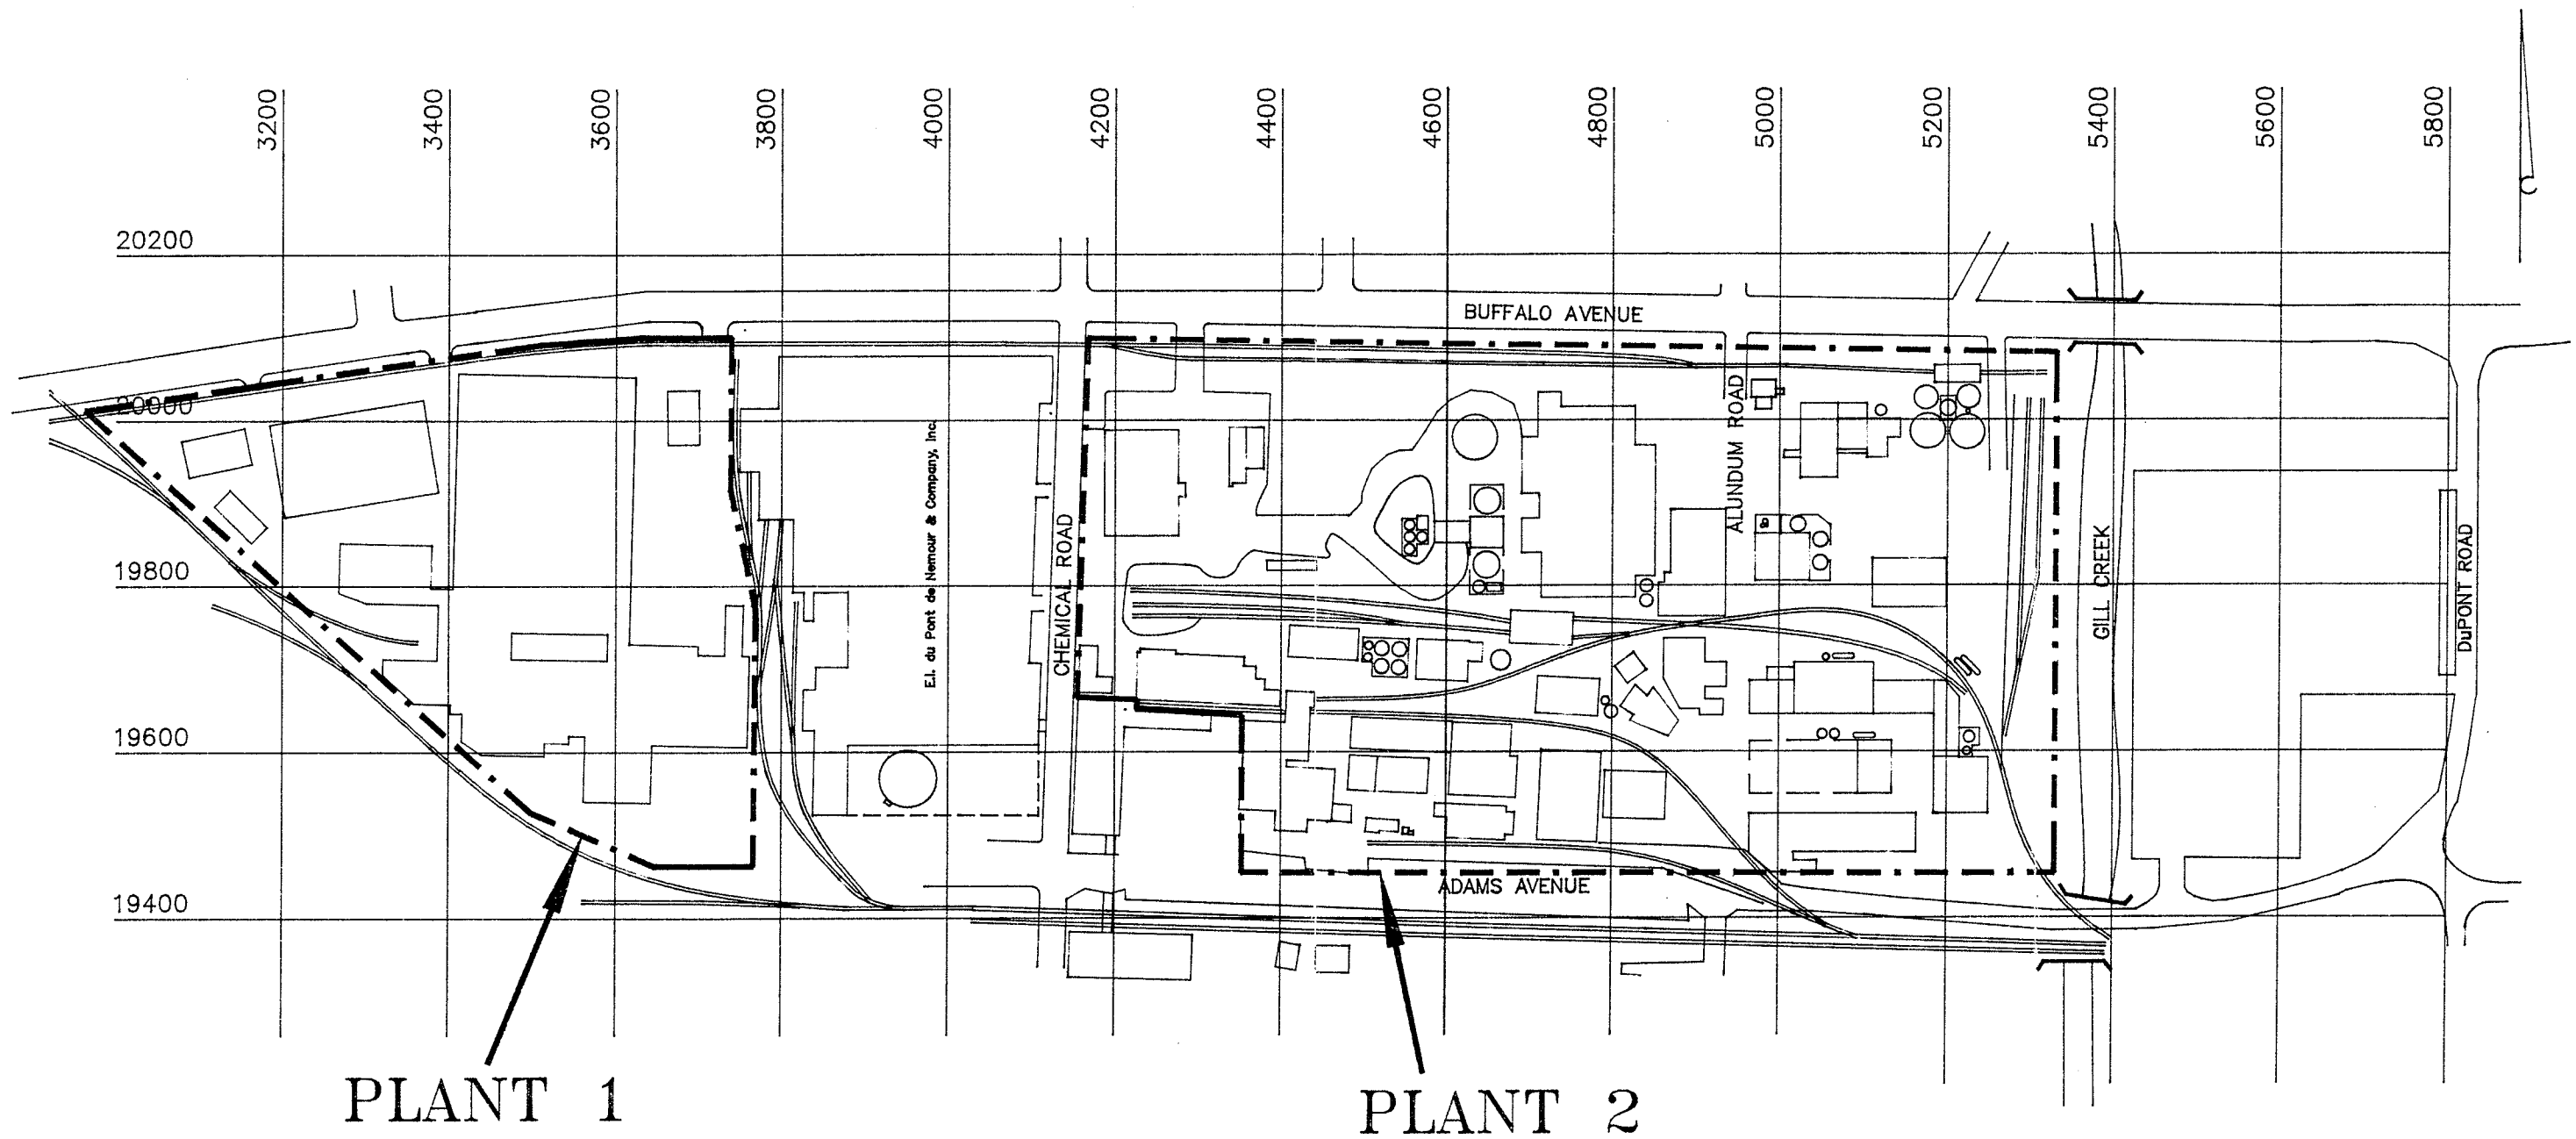 3200
3400
3600
3800
4000
4200
4400
4600
4800
5000
5200
5400
5600
5800
20200
BUFFALO AVENUE
20000
ALUNDUM ROAD
E.I. du Pont de Nemour & Company, Inc.
CHEMICAL ROAD
GILL CREEK
DuPONT ROAD
19800
19600
19400
ADAMS AVENUE
PLANT 1
PLANT 2